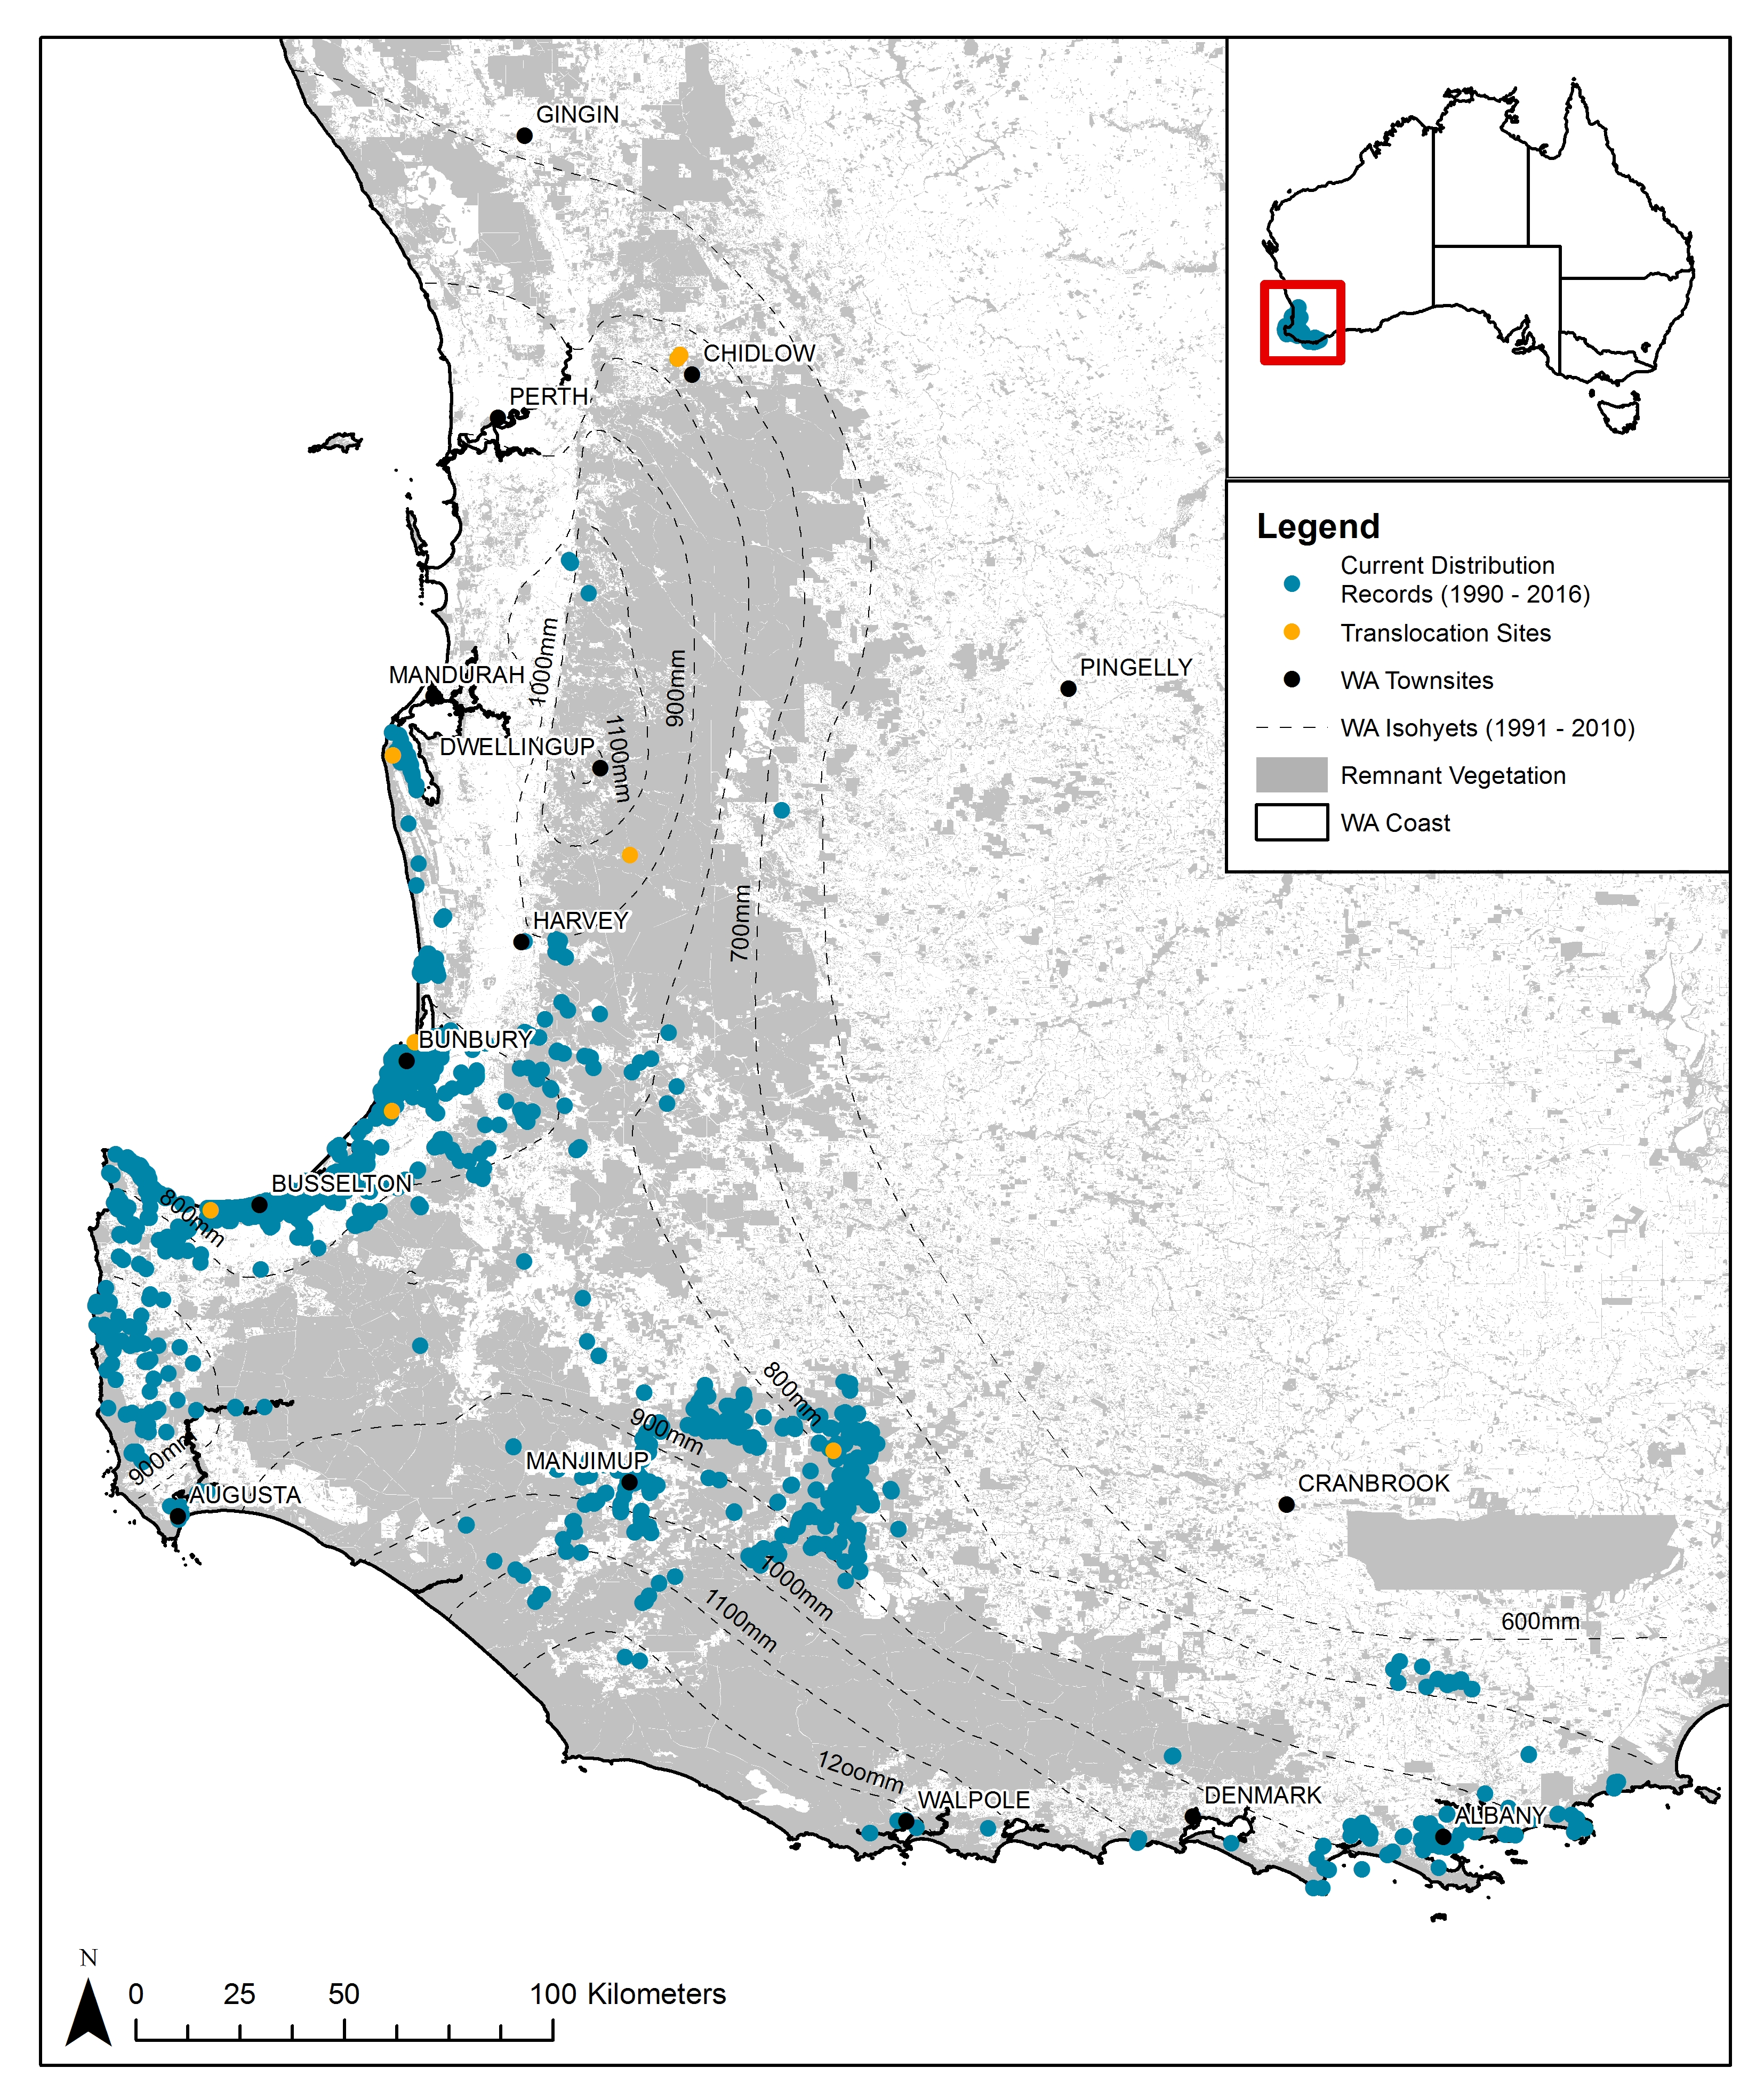 GINGIN
CHIDLOW
PERTH
Legend
Current Distribution
Records (1990 - 2016)
Translocation Sites
WA Townsites
WA Isohyets (1991 - 2010)
Remnant Vegetation
WA Coast
1000mm
900mm
MANDURAH
PINGELLY
DWELLINGUP
1100mm
HARVEY
700mm
BUNBURY
BUSSELTON
800mm
800mm
900mm
MANJIMUP
900mm
AUGUSTA
CRANBROOK
1000mm
1100mm
600mm
12oomm
WALPOLE
DENMARK
ALBANY
N
0 25 50 100 Kilometers